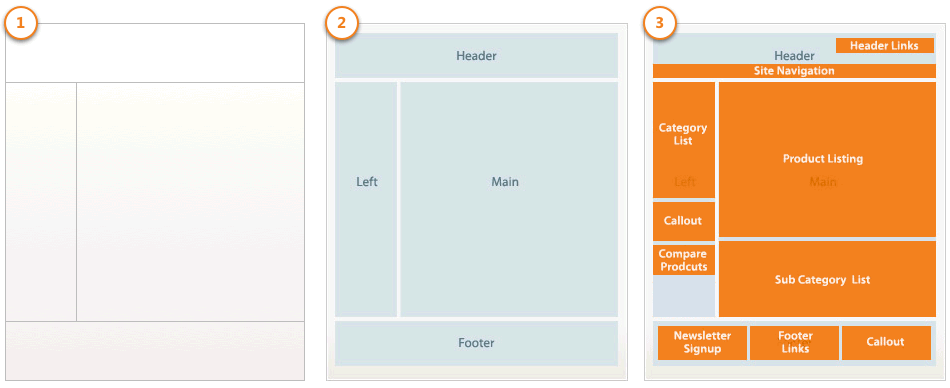 1
2
3
Header
Left
Main
Footer
Header Links
Header
Site Navigation
Category
List
Left
Callout
Compare
Prodcuts
Product Listing
Main
Sub Category List
Newsletter
Signup
Footer
Links
Callout